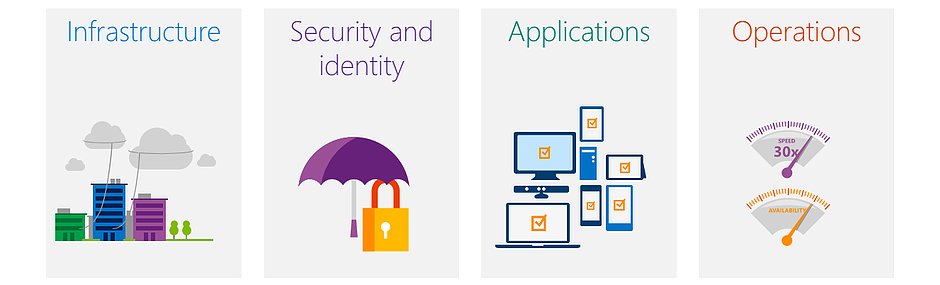 Infrastructure
Security and
identity
Applications
Operations
SPEED
30x
AVAILABILITY